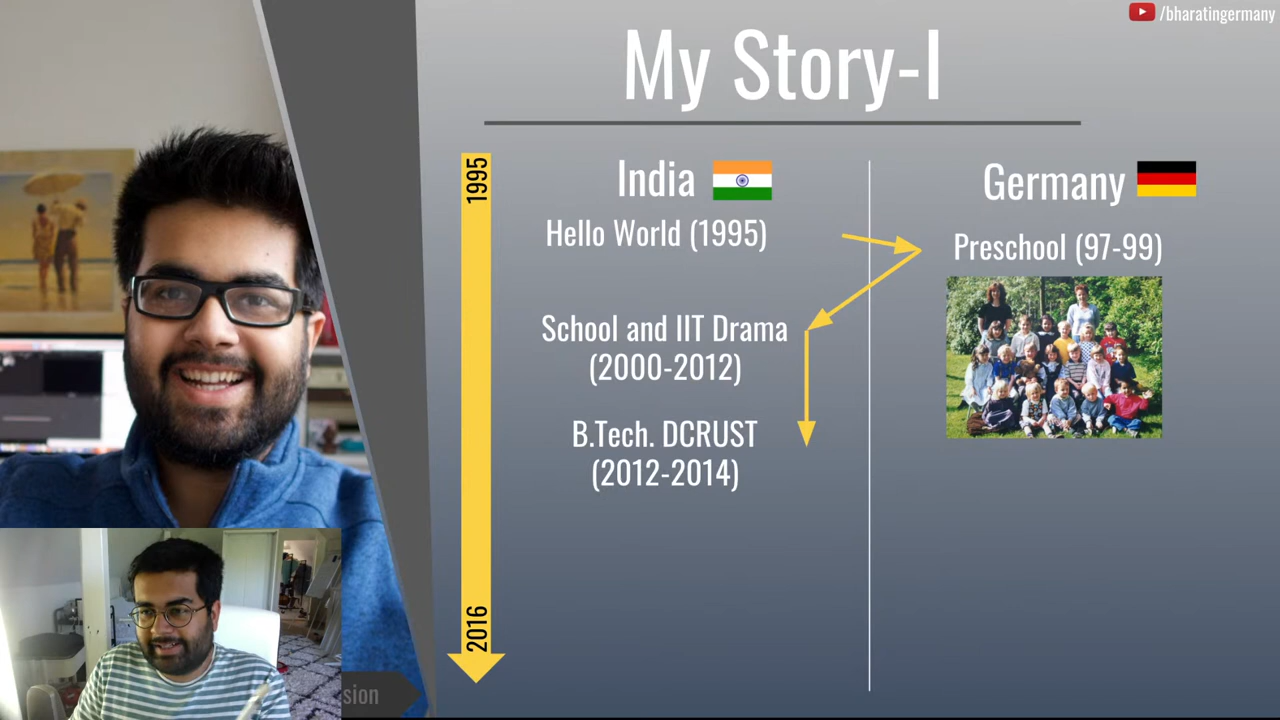 /bharatingermany
My Story-I
1995
India
Germany
Hello World (1995)
Preschool (97-99)
School and IIT Drama
(2000-2012)
B.Tech. DCRUST
(2012-2014)
2016
sion